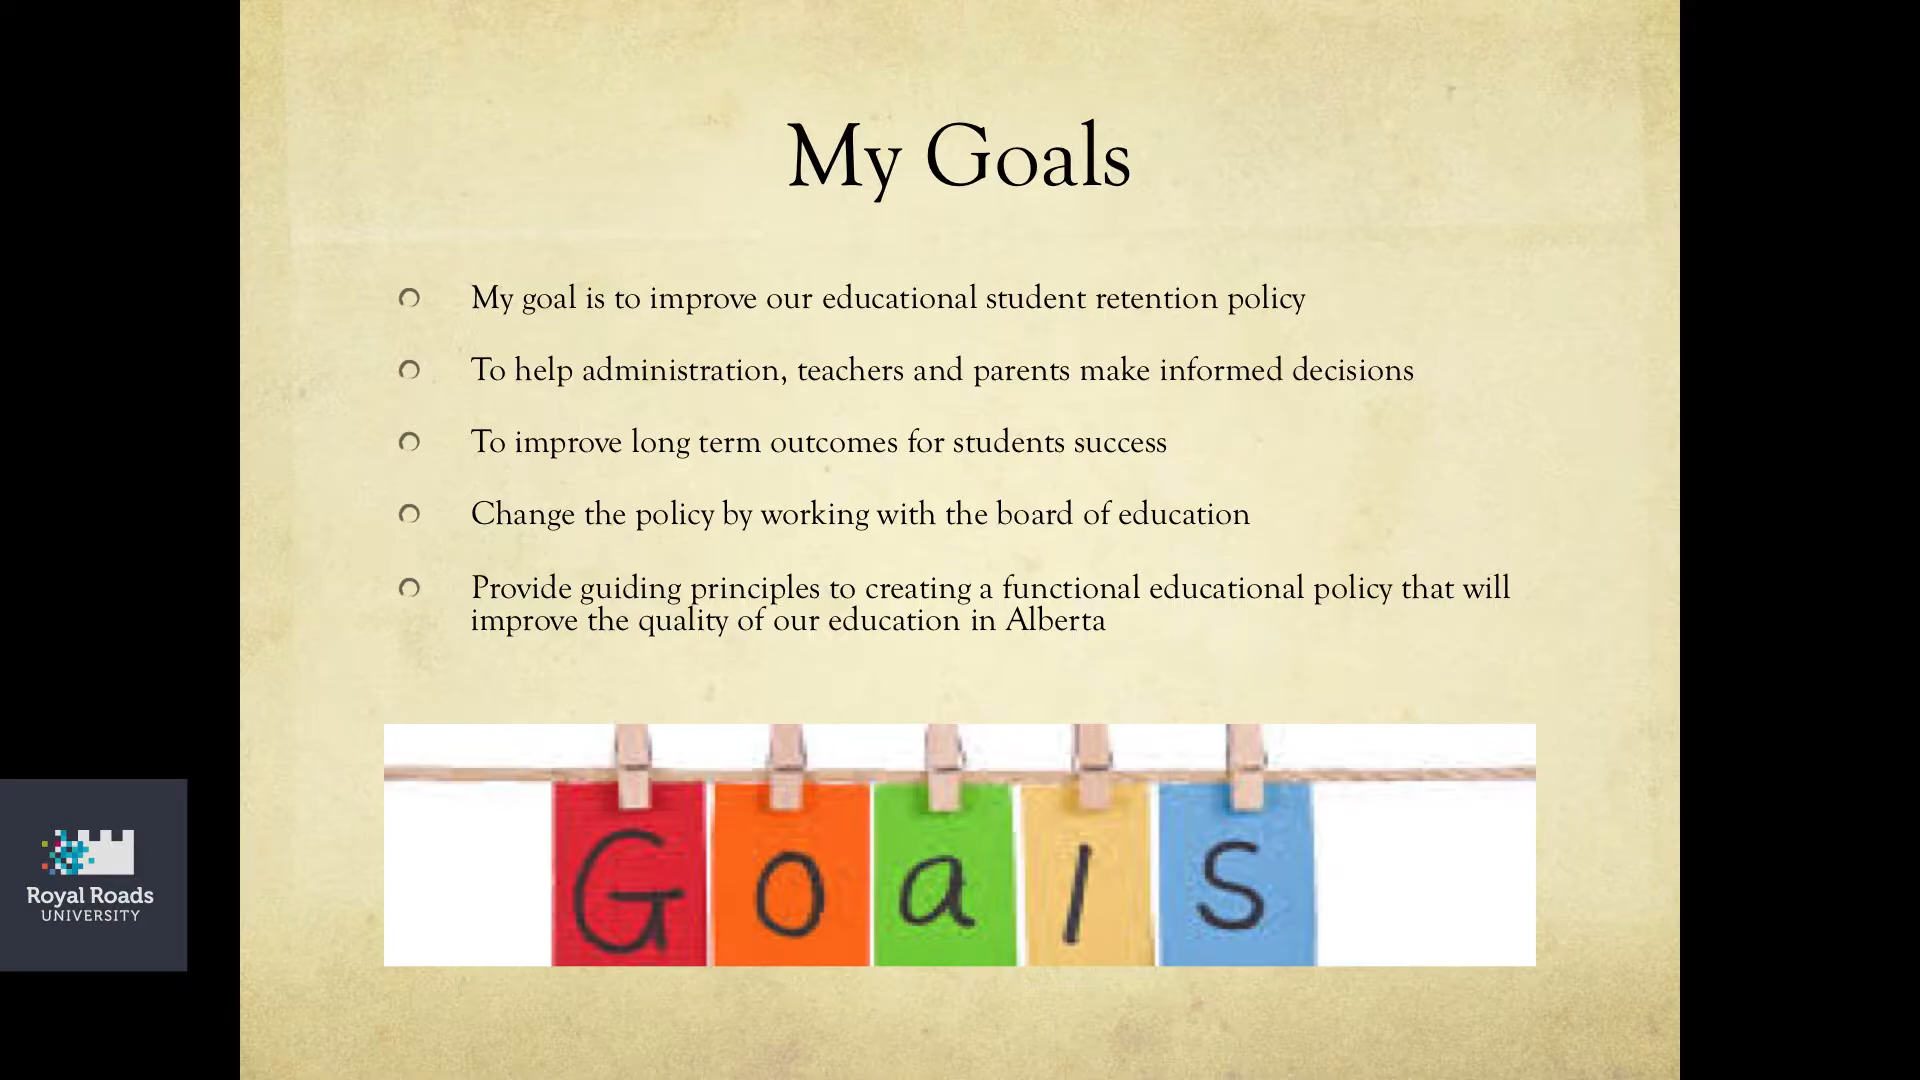 My Goals
My goal is to improve our educational student retention policy
To help administration, teachers and parents make informed decisions
To improve long term outcomes for students success
Change the policy by working with the board of education
Provide guiding principles to creating a functional educational policy that will
improve the quality of our education in Alberta
Goals
Royal Roads
UNIVERSITY